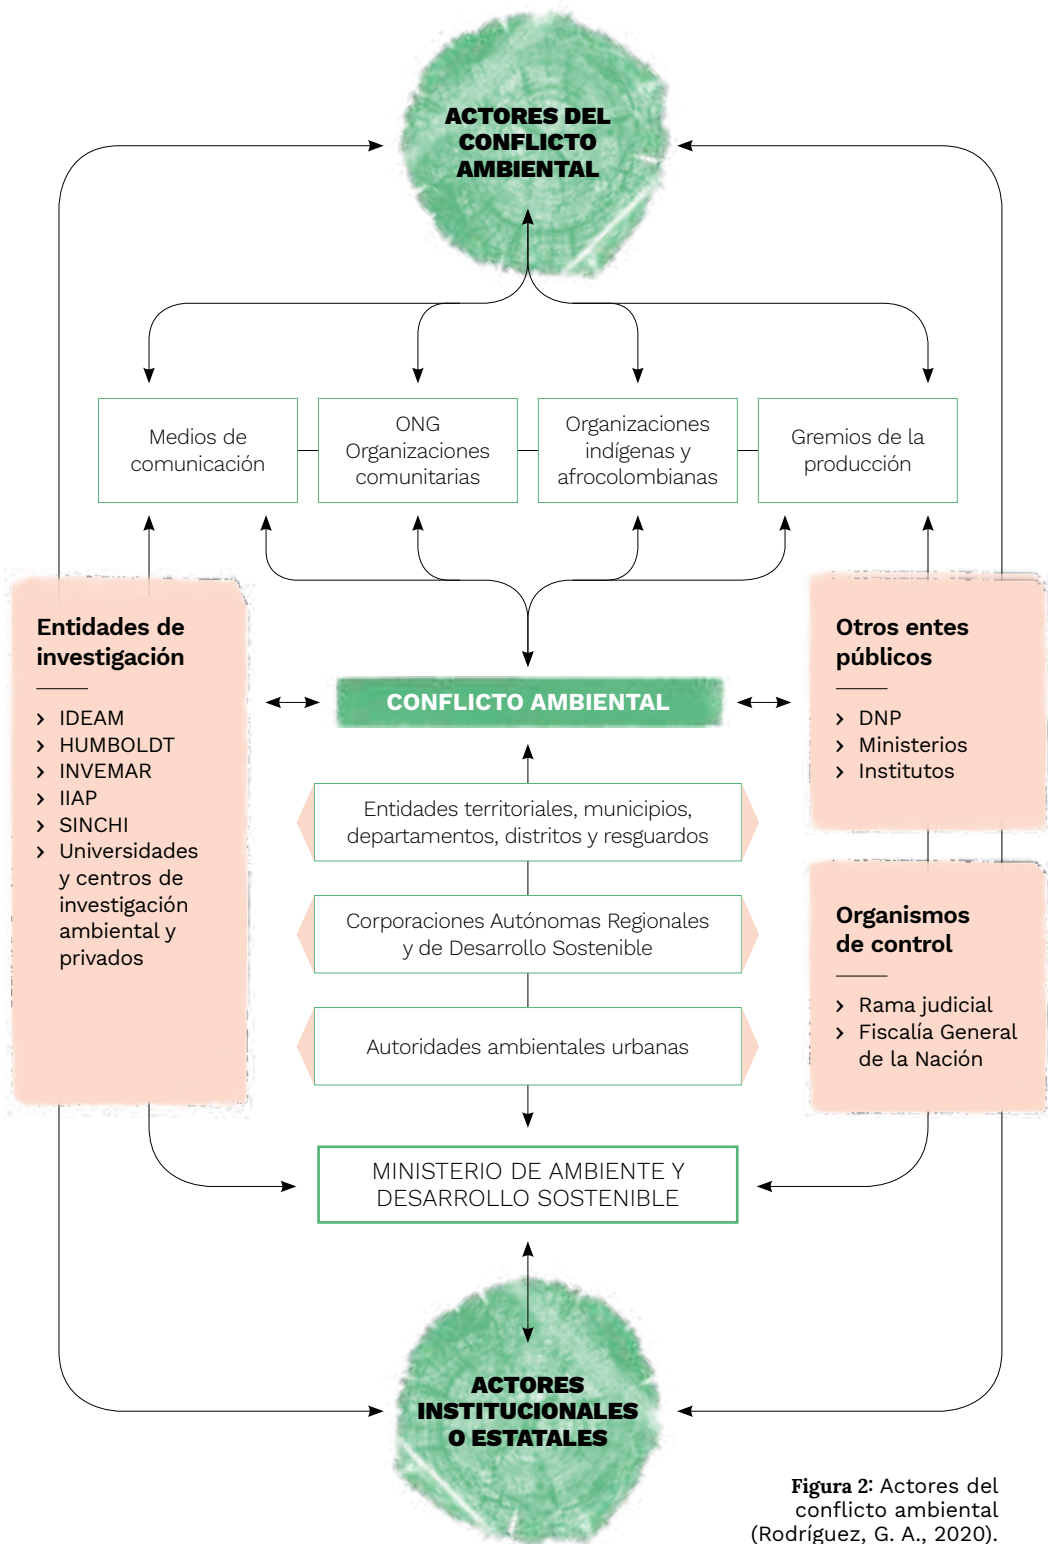 ACTORES DEL
CONFLICTO
AMBIENTAL
Medios de
comunicación
ONG
Organizaciones
comunitarias
Organizaciones
indígenas y
afrocolombianas
Gremios de la
producción
Entidades de
investigación
› IDEAM
› HUMBOLDT
› INVEMAR
› IIAP
› SINCHI
› Universidades
y centros de
investigación
ambiental y
privados
CONFLICTO AMBIENTAL
Entidades territoriales, municipios,
departamentos, distritos y resguardos
Corporaciones Autónomas Regionales
y de Desarrollo Sostenible
Autoridades ambientales urbanas
Otros entes
públicos
› DNP
› Ministerios
› Institutos
Organismos
de control
› Rama judicial
› Fiscalía General
de la Nación
MINISTERIO DE AMBIENTE Y
DESARROLLO SOSTENIBLE
ACTORES
INSTITUCIONALES
O ESTATALES
Figura 2: Actores del
conflicto ambiental
(Rodríguez, G. A., 2020).